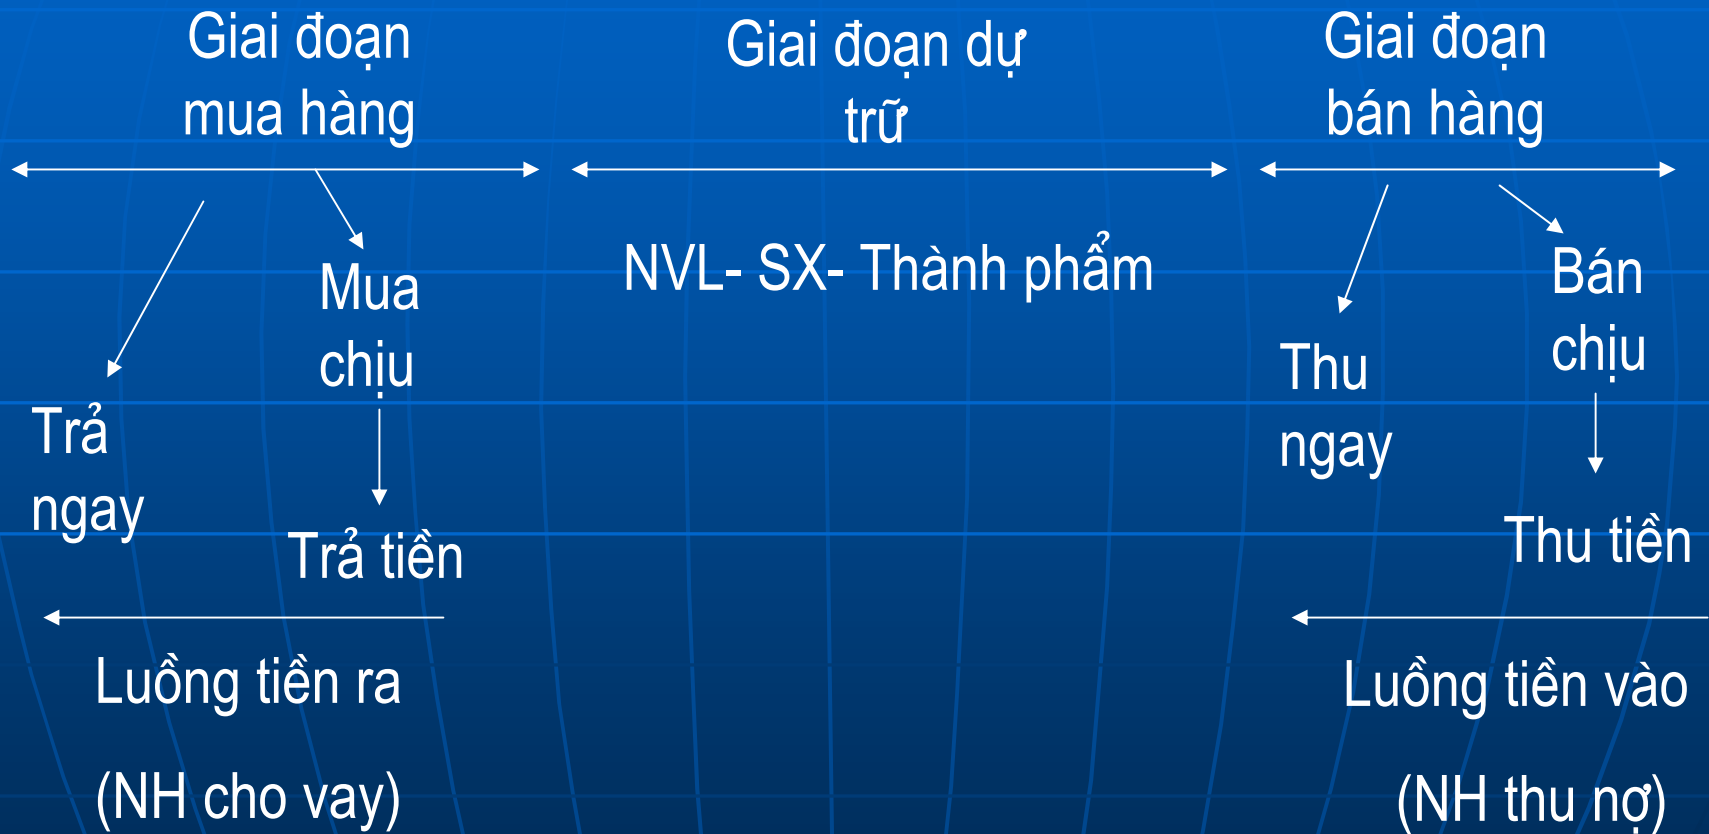 Giai đoạn
mua hàng
Giai đoạn dự
trữ
Giai đoạn
bán hàng
Mua
chịu
NVL- SX- Thành phẩm
Bán
chịu
Thu
ngay
Trả
ngay
Trả tiền
Thu tiền
Luồng tiền ra
(NH cho vay)
Luồng tiền vào
(NH thu nợ)